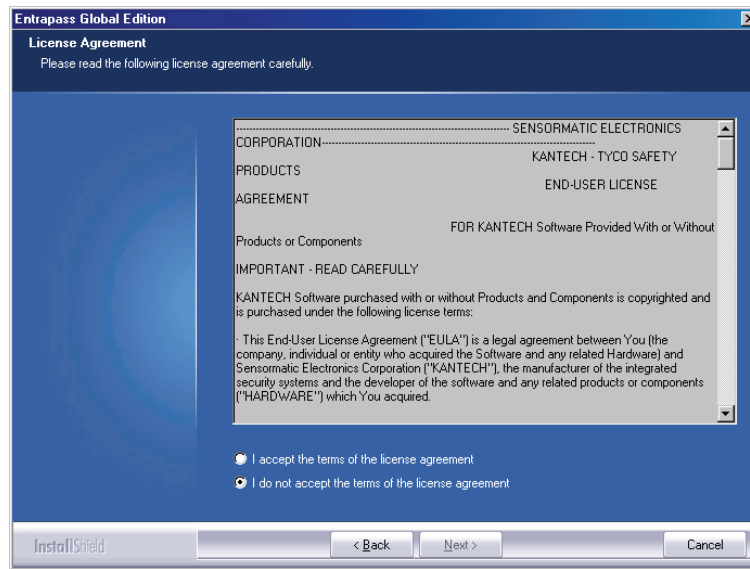 Entrapass Global Edition
License Agreement
Please read the following license agreement carefully.
------------------------------------------------------------------------------------ SENSORMATIC ELECTRONICS
CORPORATION------------------------------------------------------------------------------------
KANTECH - TYCO SAFETY
PRODUCTS
END-USER LICENSE
AGREEMENT
FOR KANTECH Software Provided With or Without
Products or Components
IMPORTANT - READ CAREFULLY
KANTECH Software purchased with or without Products and Components is copyrighted and
is purchased under the following license terms:
· This End-User License Agreement ("EULA") is a legal agreement between You (the
company, individual or entity who acquired the Software and any related Hardware) and
Sensormatic Electronics Corporation ("KANTECH"), the manufacturer of the integrated
security systems and the developer of the software and any related products or components
("HARDWARE") which You acquired.
I accept the terms of the license agreement
I do not accept the terms of the license agreement
InstallShield
< Back
Next >
Cancel